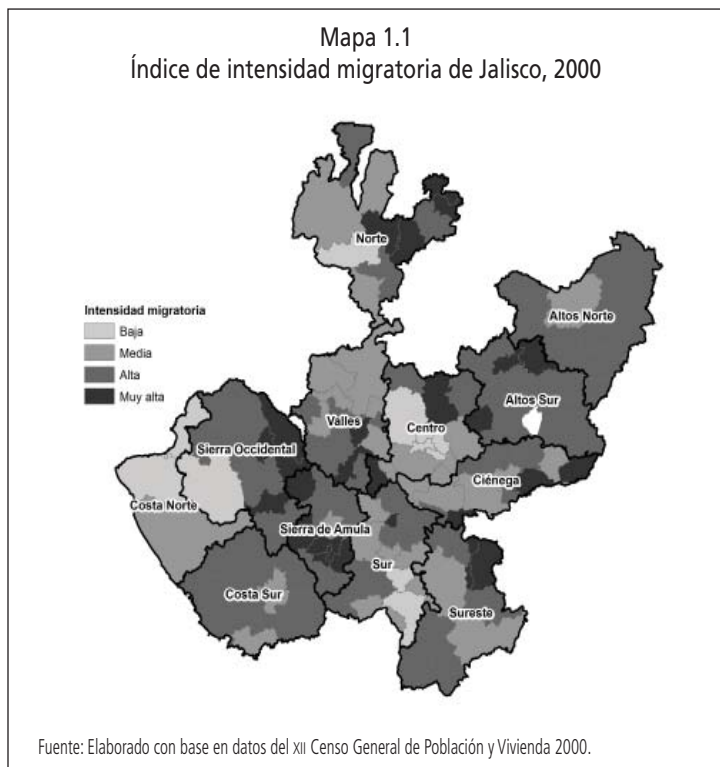 Mapa 1.1
Índice de intensidad migratoria de Jalisco, 2000
Norte
Intensidad migratoria
Baja
Media
Alta
Muy alta
Altos Norte
Altos Sur
Valles
Centro
Sierra Occidental
Ciénega
Costa Norte
Sierra de Amula
Sur
Costa Sur
Sureste
Fuente: Elaborado con base en datos del XII Censo General de Población y Vivienda 2000.